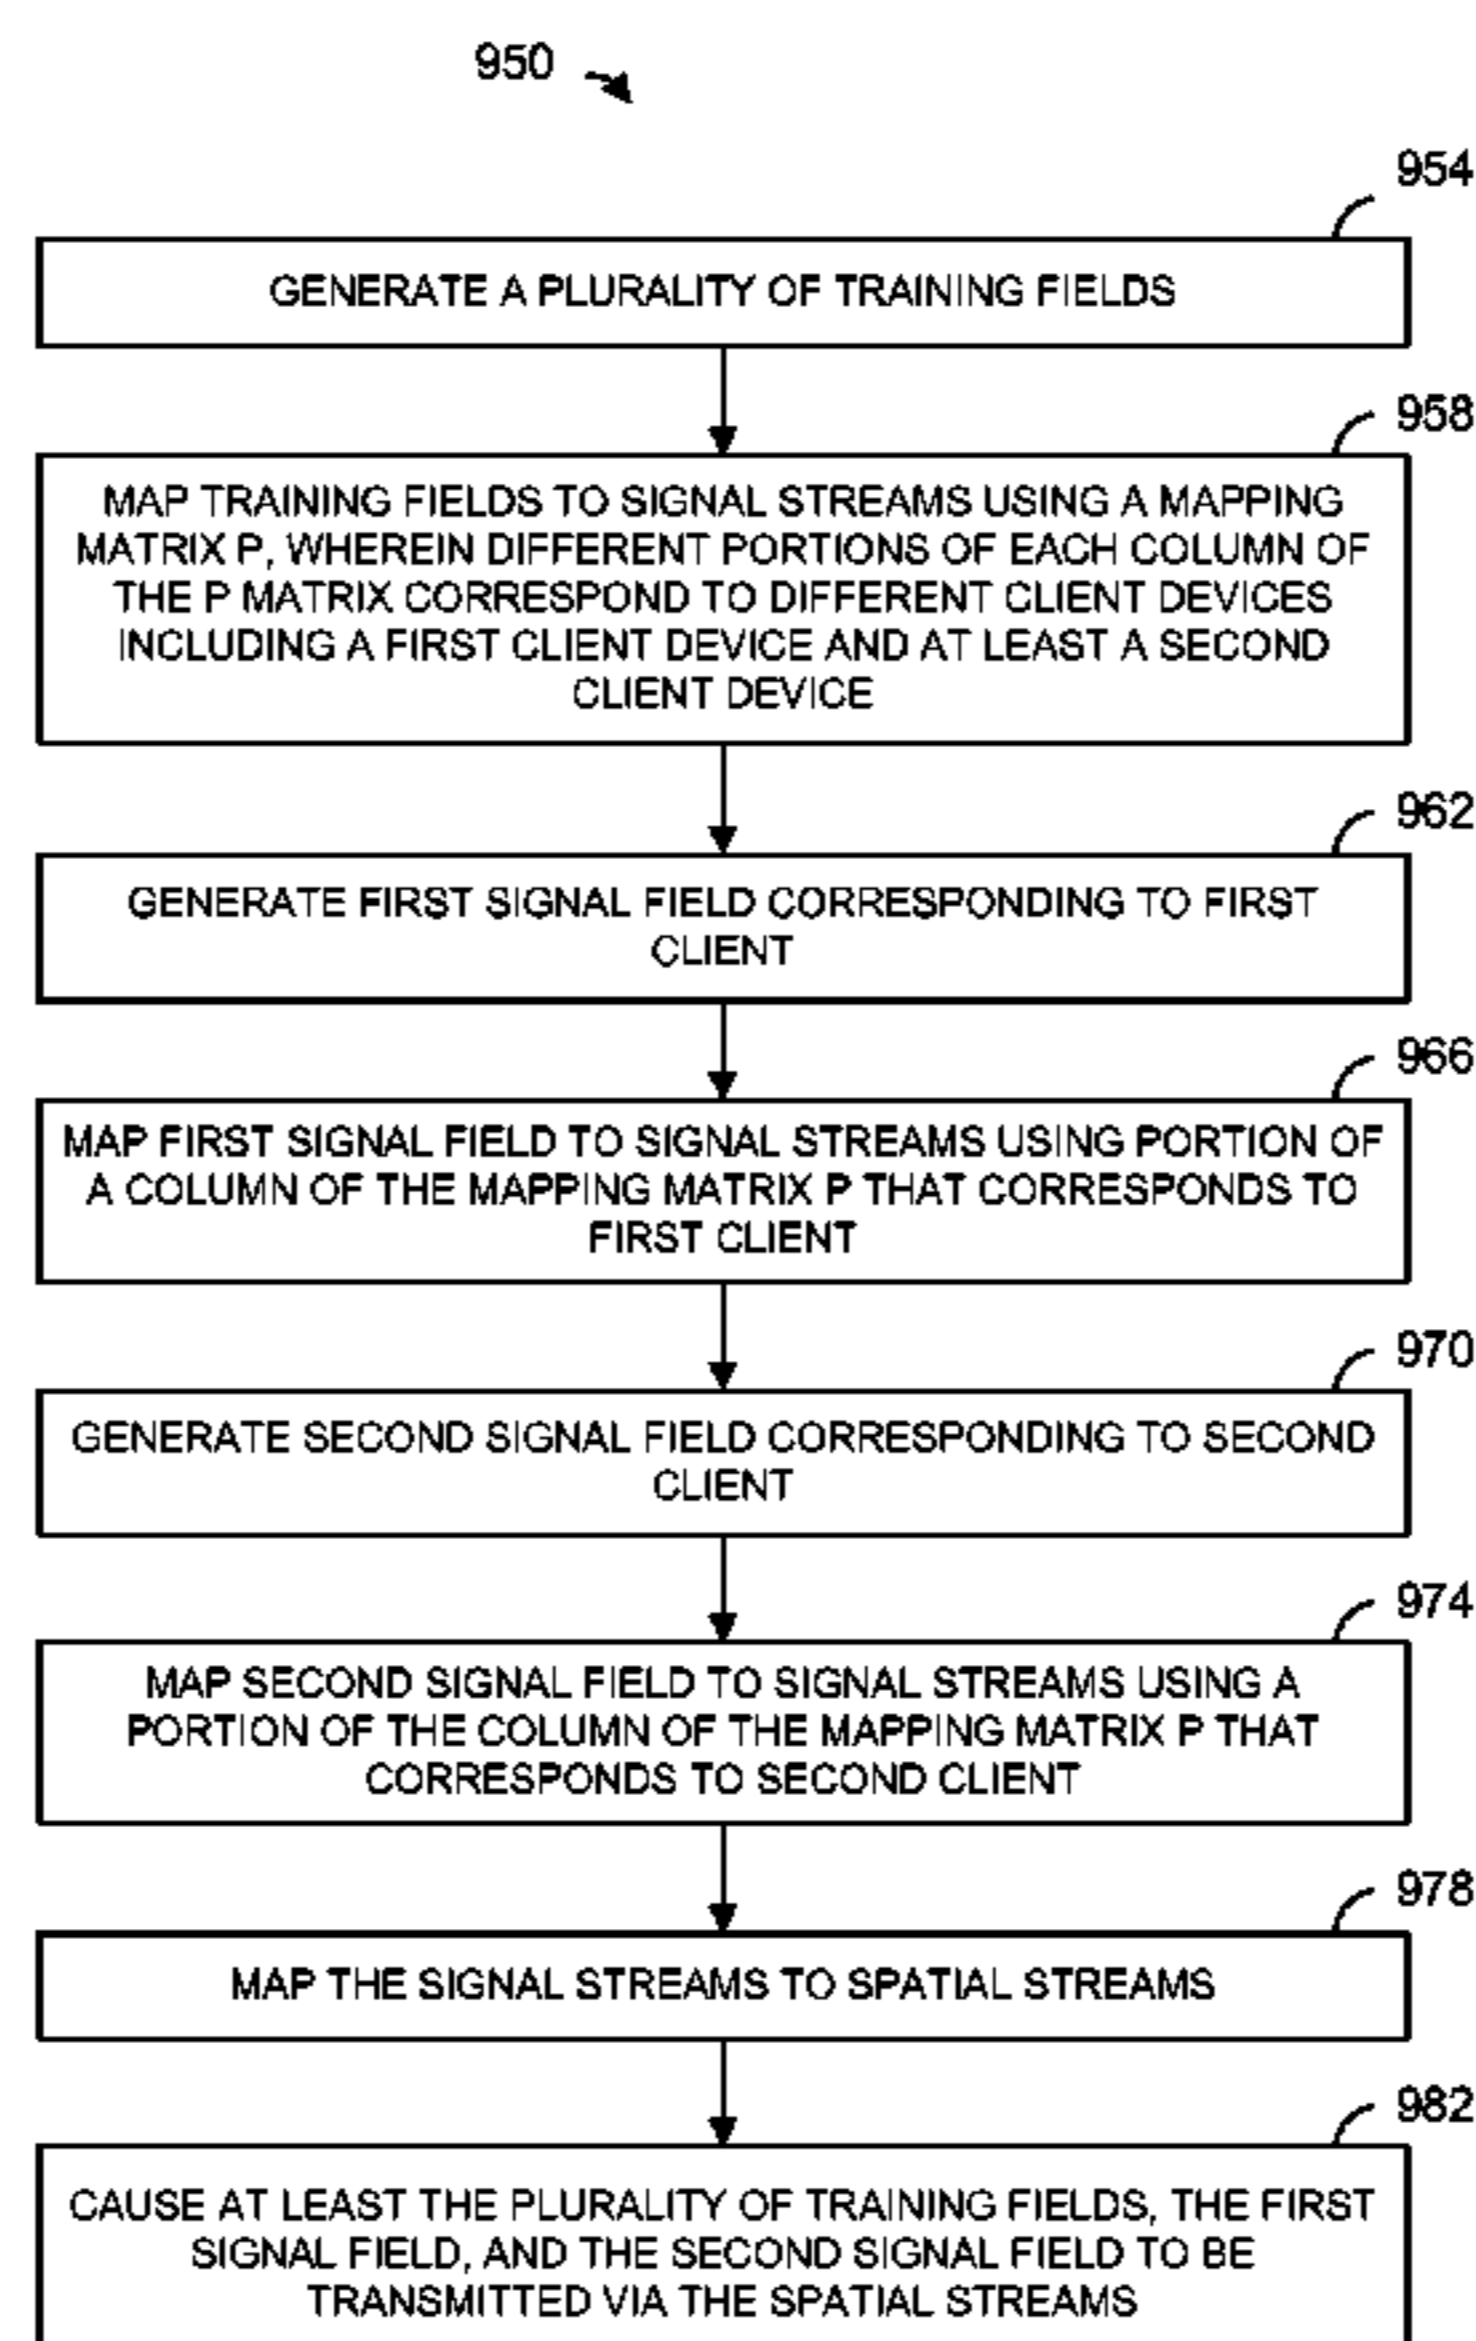 950
954
GENERATE A PLURALITY OF TRAINING FIELDS
958
MAP TRAINING FIELDS TO SIGNAL STREAMS USING A MAPPING
MATRIX P, WHEREIN DIFFERENT PORTIONS OF EACH COLUMN OF
THE P MATRIX CORRESPOND TO DIFFERENT CLIENT DEVICES
INCLUDING A FIRST CLIENT DEVICE AND AT LEAST A SECOND
CLIENT DEVICE
962
GENERATE FIRST SIGNAL FIELD CORRESPONDING TO FIRST
CLIENT
966
MAP FIRST SIGNAL FIELD TO SIGNAL STREAMS USING PORTION OF
A COLUMN OF THE MAPPING MATRIX P THAT CORRESPONDS TO
FIRST CLIENT
970
GENERATE SECOND SIGNAL FIELD CORRESPONDING TO SECOND
CLIENT
974
MAP SECOND SIGNAL FIELD TO SIGNAL STREAMS USING A
PORTION OF THE COLUMN OF THE MAPPING MATRIX P THAT
CORRESPONDS TO SECOND CLIENT
978
MAP THE SIGNAL STREAMS TO SPATIAL STREAMS
982
CAUSE AT LEAST THE PLURALITY OF TRAINING FIELDS, THE FIRST
SIGNAL FIELD, AND THE SECOND SIGNAL FIELD TO BE
TRANSMITTED VIA THE SPATIAL STREAMS